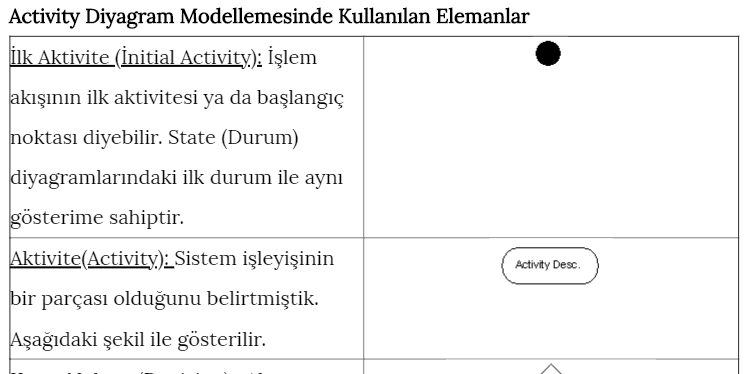 Activity Diyagram Modellemesinde Kullanılan Elemanlar
İlk Aktivite (İnitial Activity): İşlem
akışının ilk aktivitesi ya da başlangıç
noktası diyebilir. State (Durum)
diyagramlarındaki ilk durum ile aynı
gösterime sahiptir.
Aktivite(Activity): Sistem işleyişinin
bir parçası olduğunu belirtmiştik.
Aşağıdaki şekil ile gösterilir.
Activity Desc.